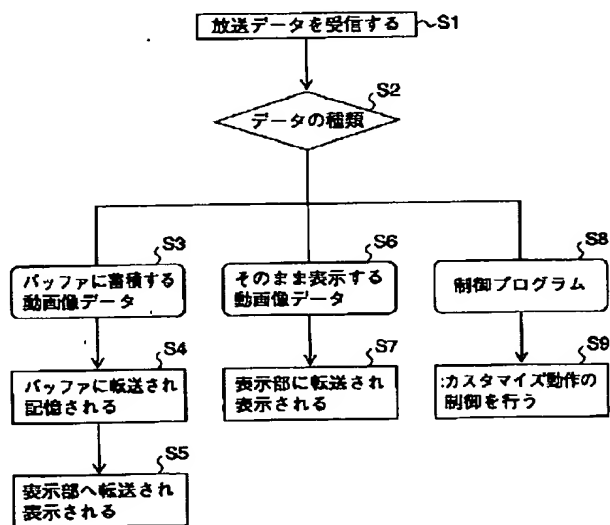 放送データを受信する
S1
S2
データの種類
S3
バッファに蓄積する
動画像データ
S6
そのまま表示する
動画像データ
S8
制御プログラム
S4
バッファに転送され
記憶される
S7
表示部に転送され
表示される
S9
:カスタマイズ動作の
制御を行う
S5
表示部へ転送され
表示される